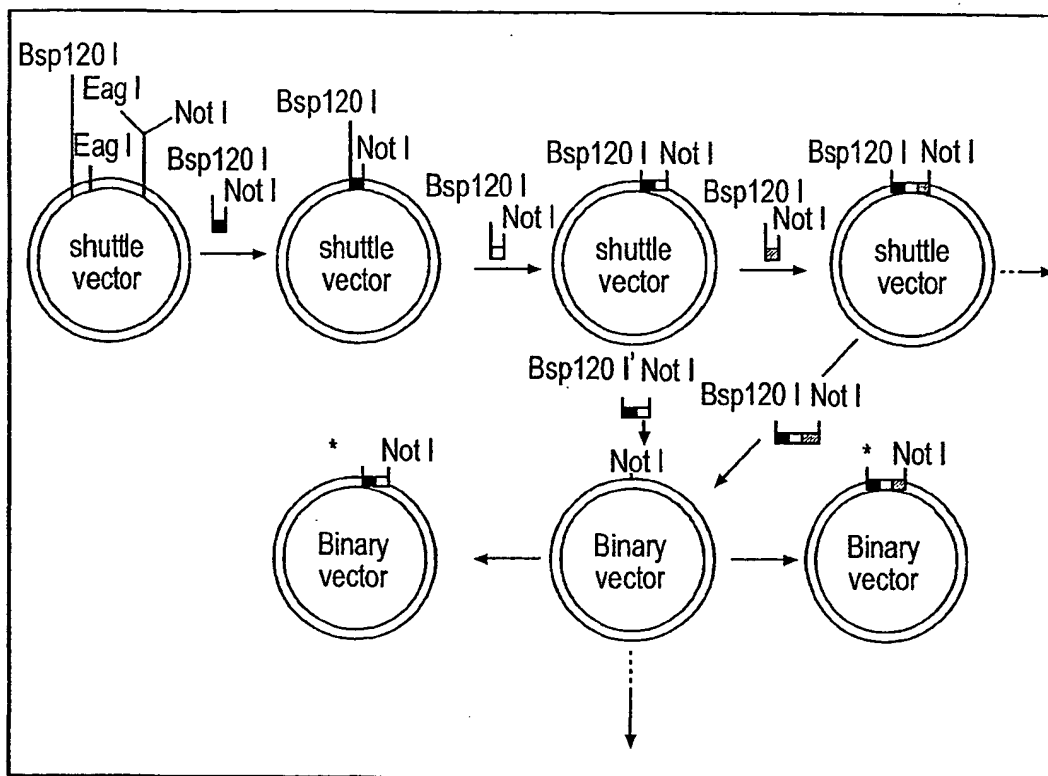 Bsp120 I
Eag I
Not I
Eag I
Bsp120 I
Not I
Bsp120 I
Not I
Bsp120 I
Not I
Bsp120 I Not I
Bsp120 I
Not I
Bsp120 I Not I
shuttle
vector
shuttle
vector
shuttle
vector
shuttle
vector
Bsp120 I' Not I
Bsp120 I Not I
* Not I
Not I
* Not I
Binary
vector
Binary
vector
Binary
vector